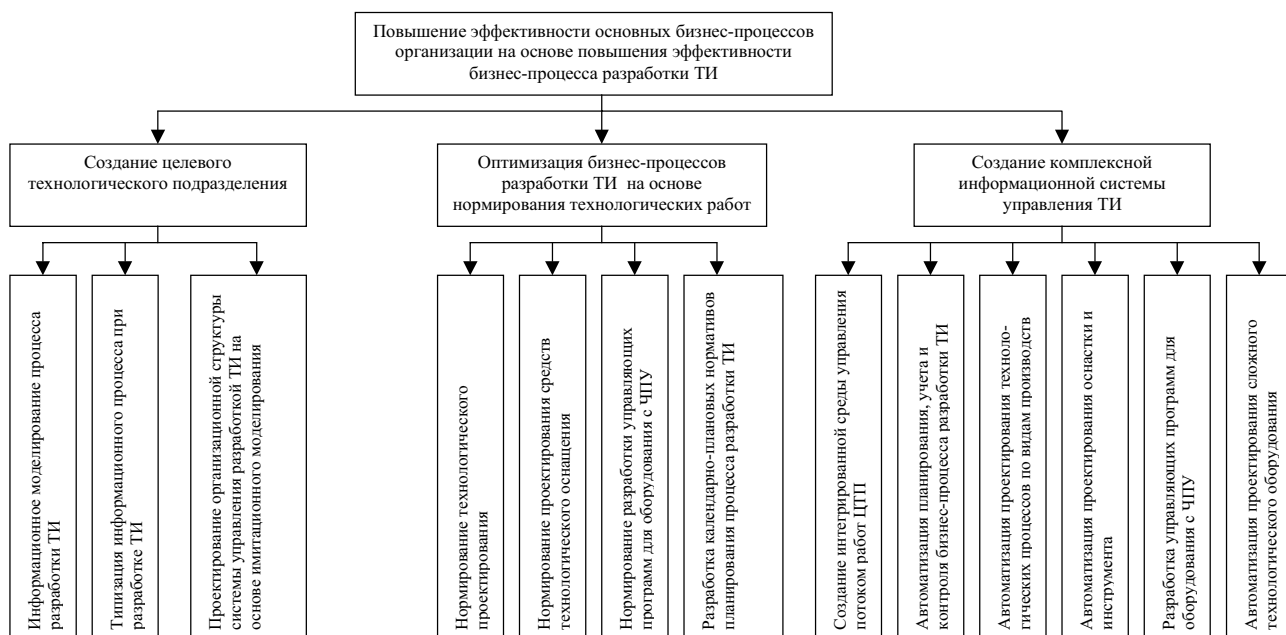 Повышение эффективности основных бизнес-процессов
организации на основе повышения эффективности
бизнес-процесса разработки ТИ
Создание целевого
технологического подразделения
Оптимизация бизнес-процессов
разработки ТИ на основе
нормирования технологических работ
Создание комплексной
информационной системы
управления ТИ
Информационное моделирование процесса
разработки ТИ
Типизация информационного процесса при
разработке ТИ
Проектирование организационной структуры
системы управления разработкой ТИ на
основе имитационного моделирования
Нормирование технологического
проектирования
Нормирование проектирования средств
технологического оснащения
Нормирование разработки управляющих
программ для оборудования с ЧПУ
Разработка календарно-плановых нормативов
планирования процесса разработки ТИ
Создание интегрированной среды управления
потоком работ ЦТП
Автоматизация планирования, учета и
контроля бизнес-процесса разработки ТИ
Автоматизация проектирования техноло-
гических процессов по видам производств
Автоматизация проектирования оснастки и
инструмента
Разработка управляющих программ для
оборудования с ЧПУ
Автоматизация проектирования сложного
технологического оборудования